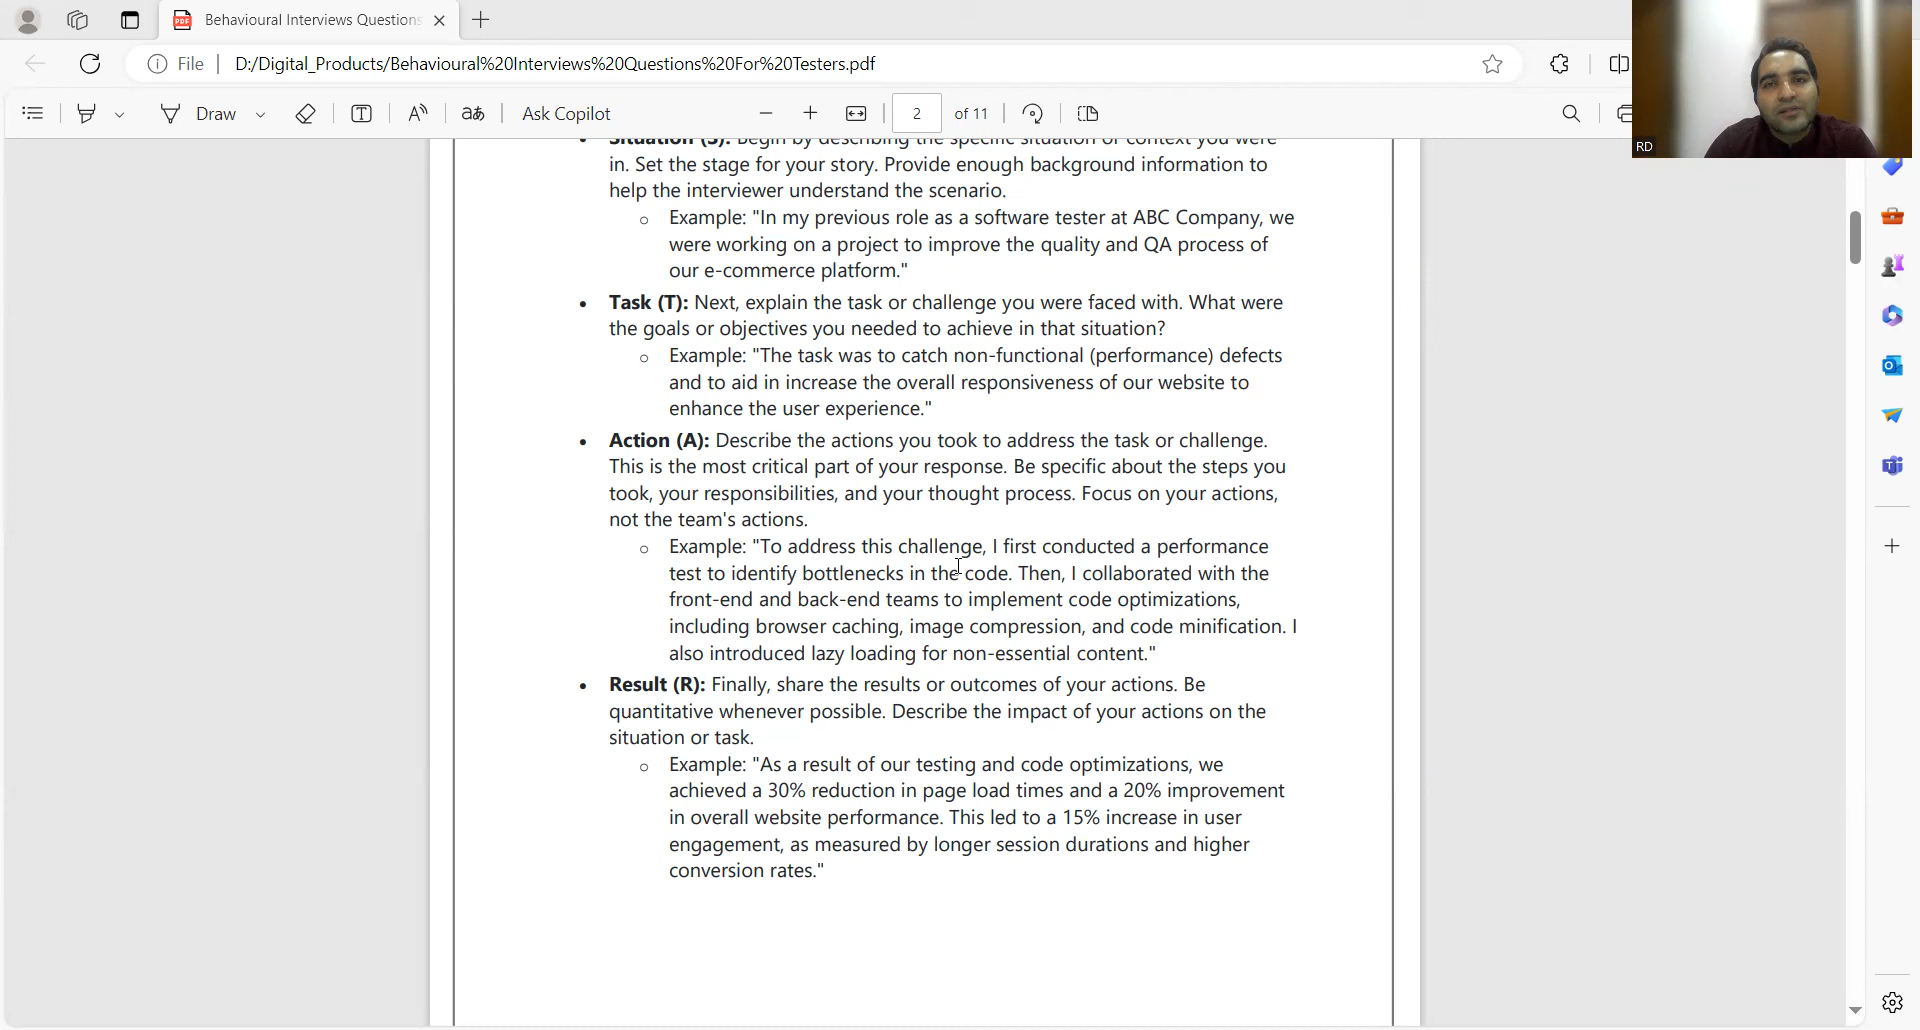 Behavioural Interviews Questions
File
D:/Digital_Products/Behavioural%20Interviews%20Questions%20For%20Testers.pdf
Draw
Ask Copilot
2 of 11
RD
• Situation (S): Begin by describing the specific situation or context you were
in. Set the stage for your story. Provide enough background information to
help the interviewer understand the scenario.
o Example: "In my previous role as a software tester at ABC Company, we
were working on a project to improve the quality and QA process of
our e-commerce platform."
• Task (T): Next, explain the task or challenge you were faced with. What were
the goals or objectives you needed to achieve in that situation?
o Example: "The task was to catch non-functional (performance) defects
and to aid in increase the overall responsiveness of our website to
enhance the user experience."
• Action (A): Describe the actions you took to address the task or challenge.
This is the most critical part of your response. Be specific about the steps you
took, your responsibilities, and your thought process. Focus on your actions,
not the team's actions.
o Example: "To address this challenge, I first conducted a performance
test to identify bottlenecks in the code. Then, I collaborated with the
front-end and back-end teams to implement code optimizations,
including browser caching, image compression, and code minification. I
also introduced lazy loading for non-essential content."
• Result (R): Finally, share the results or outcomes of your actions. Be
quantitative whenever possible. Describe the impact of your actions on the
situation or task.
o Example: "As a result of our testing and code optimizations, we
achieved a 30% reduction in page load times and a 20% improvement
in overall website performance. This led to a 15% increase in user
engagement, as measured by longer session durations and higher
conversion rates."